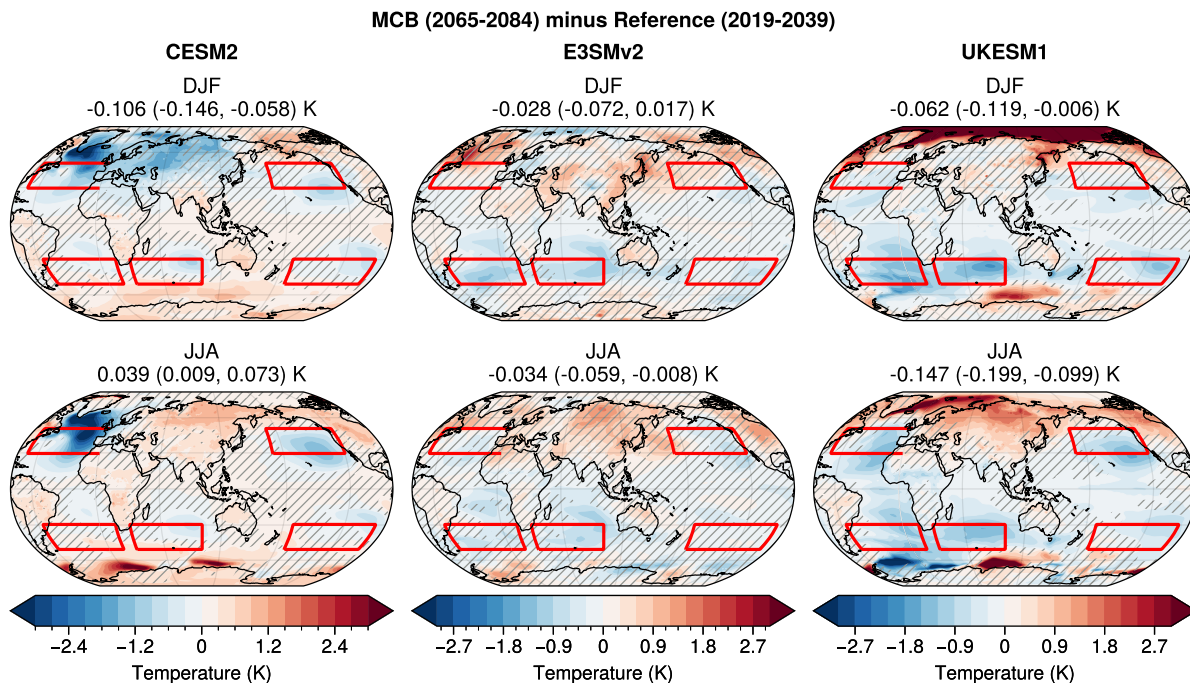 MCB (2065-2084) minus Reference (2019-2039)
CESM2
E3SMv2
UKESM1
DJF
-0.106 (-0.146, -0.058) K
DJF
-0.028 (-0.072, 0.017) K
DJF
-0.062 (-0.119, -0.006) K
JJA
0.039 (0.009, 0.073) K
JJA
-0.034 (-0.059, -0.008) K
JJA
-0.147 (-0.199, -0.099) K
−2.4 −1.2 0 1.2 2.4
Temperature (K)
−2.7 −1.8 −0.9 0 0.9 1.8 2.7
Temperature (K)
−2.7 −1.8 −0.9 0 0.9 1.8 2.7
Temperature (K)